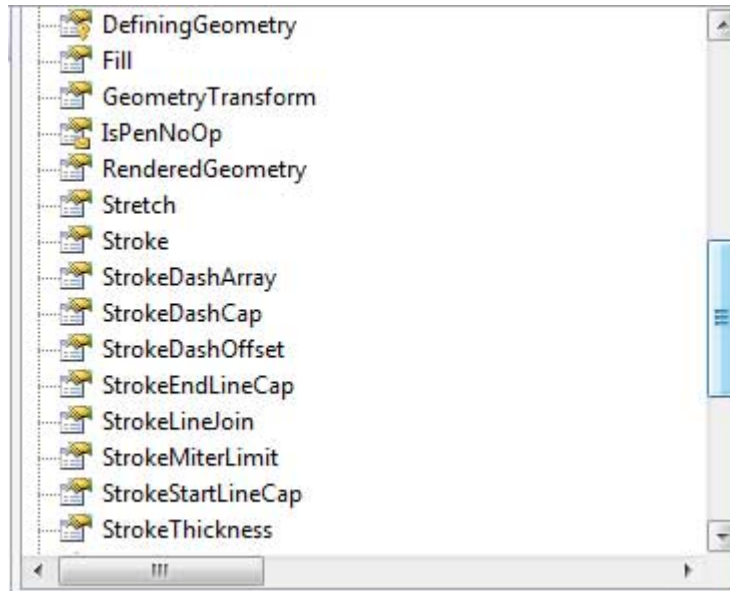 DefiningGeometry
Fill
GeometryTransform
IsPenNoOp
RenderedGeometry
Stretch
Stroke
StrokeDashArray
StrokeDashCap
StrokeDashOffset
StrokeEndLineCap
StrokeLineJoin
StrokeMiterLimit
StrokeStartLineCap
StrokeThickness